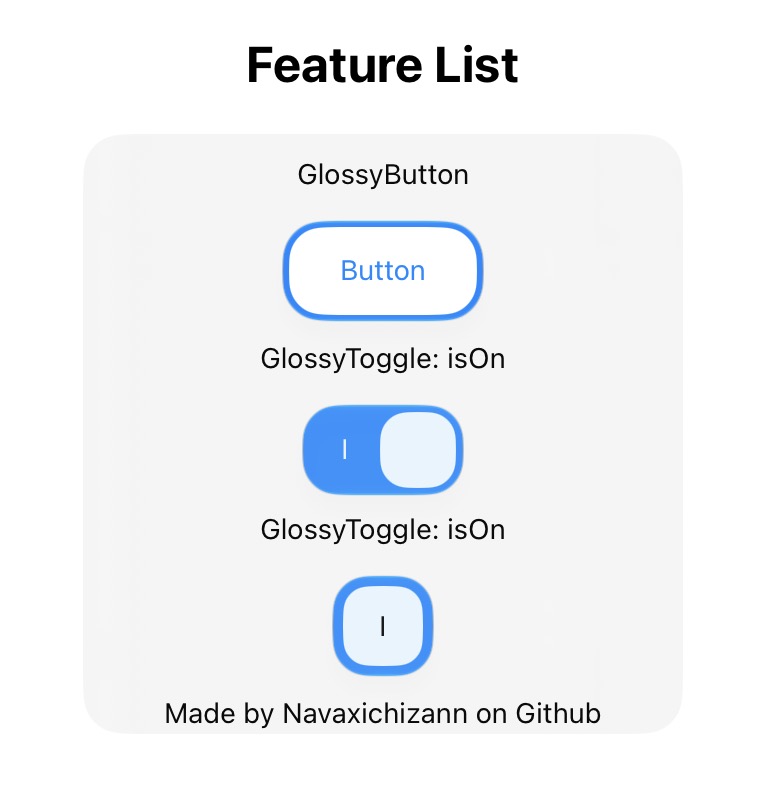 Feature List
GlossyButton
Button
GlossyToggle: isOn
I
GlossyToggle: isOn
I
Made by Navaxichizann on Github